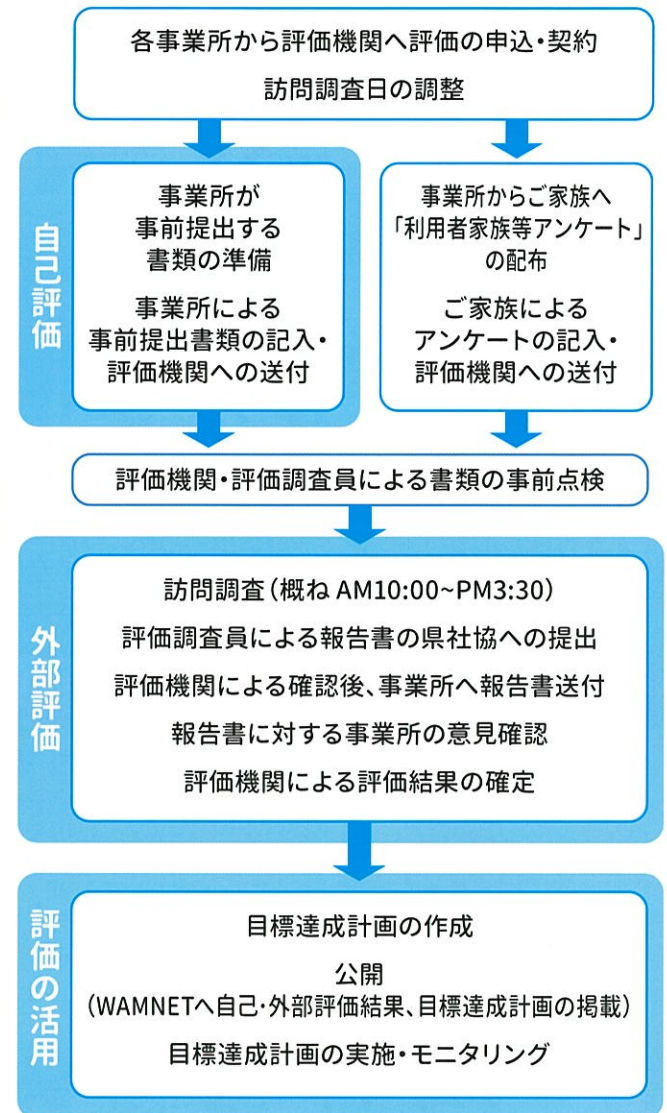 各事業所から評価機関へ評価の申込・契約
訪問調査日の調整
自己評価
事業所が
事前提出する
書類の準備
事業所による
事前提出書類の記入・
評価機関への送付
事業所からご家族へ
「利用者家族等アンケート」
の配布
ご家族による
アンケートの記入・
評価機関への送付
評価機関・評価調査員による書類の事前点検
外部評価
訪問調査(概ね AM10:00~PM3:30)
評価調査員による報告書の県社協への提出
評価機関による確認後、事業所へ報告書送付
報告書に対する事業所の意見確認
評価機関による評価結果の確定
評価の活用
目標達成計画の作成
公開
(WAMNETへ自己・外部評価結果、目標達成計画の掲載)
目標達成計画の実施・モニタリング